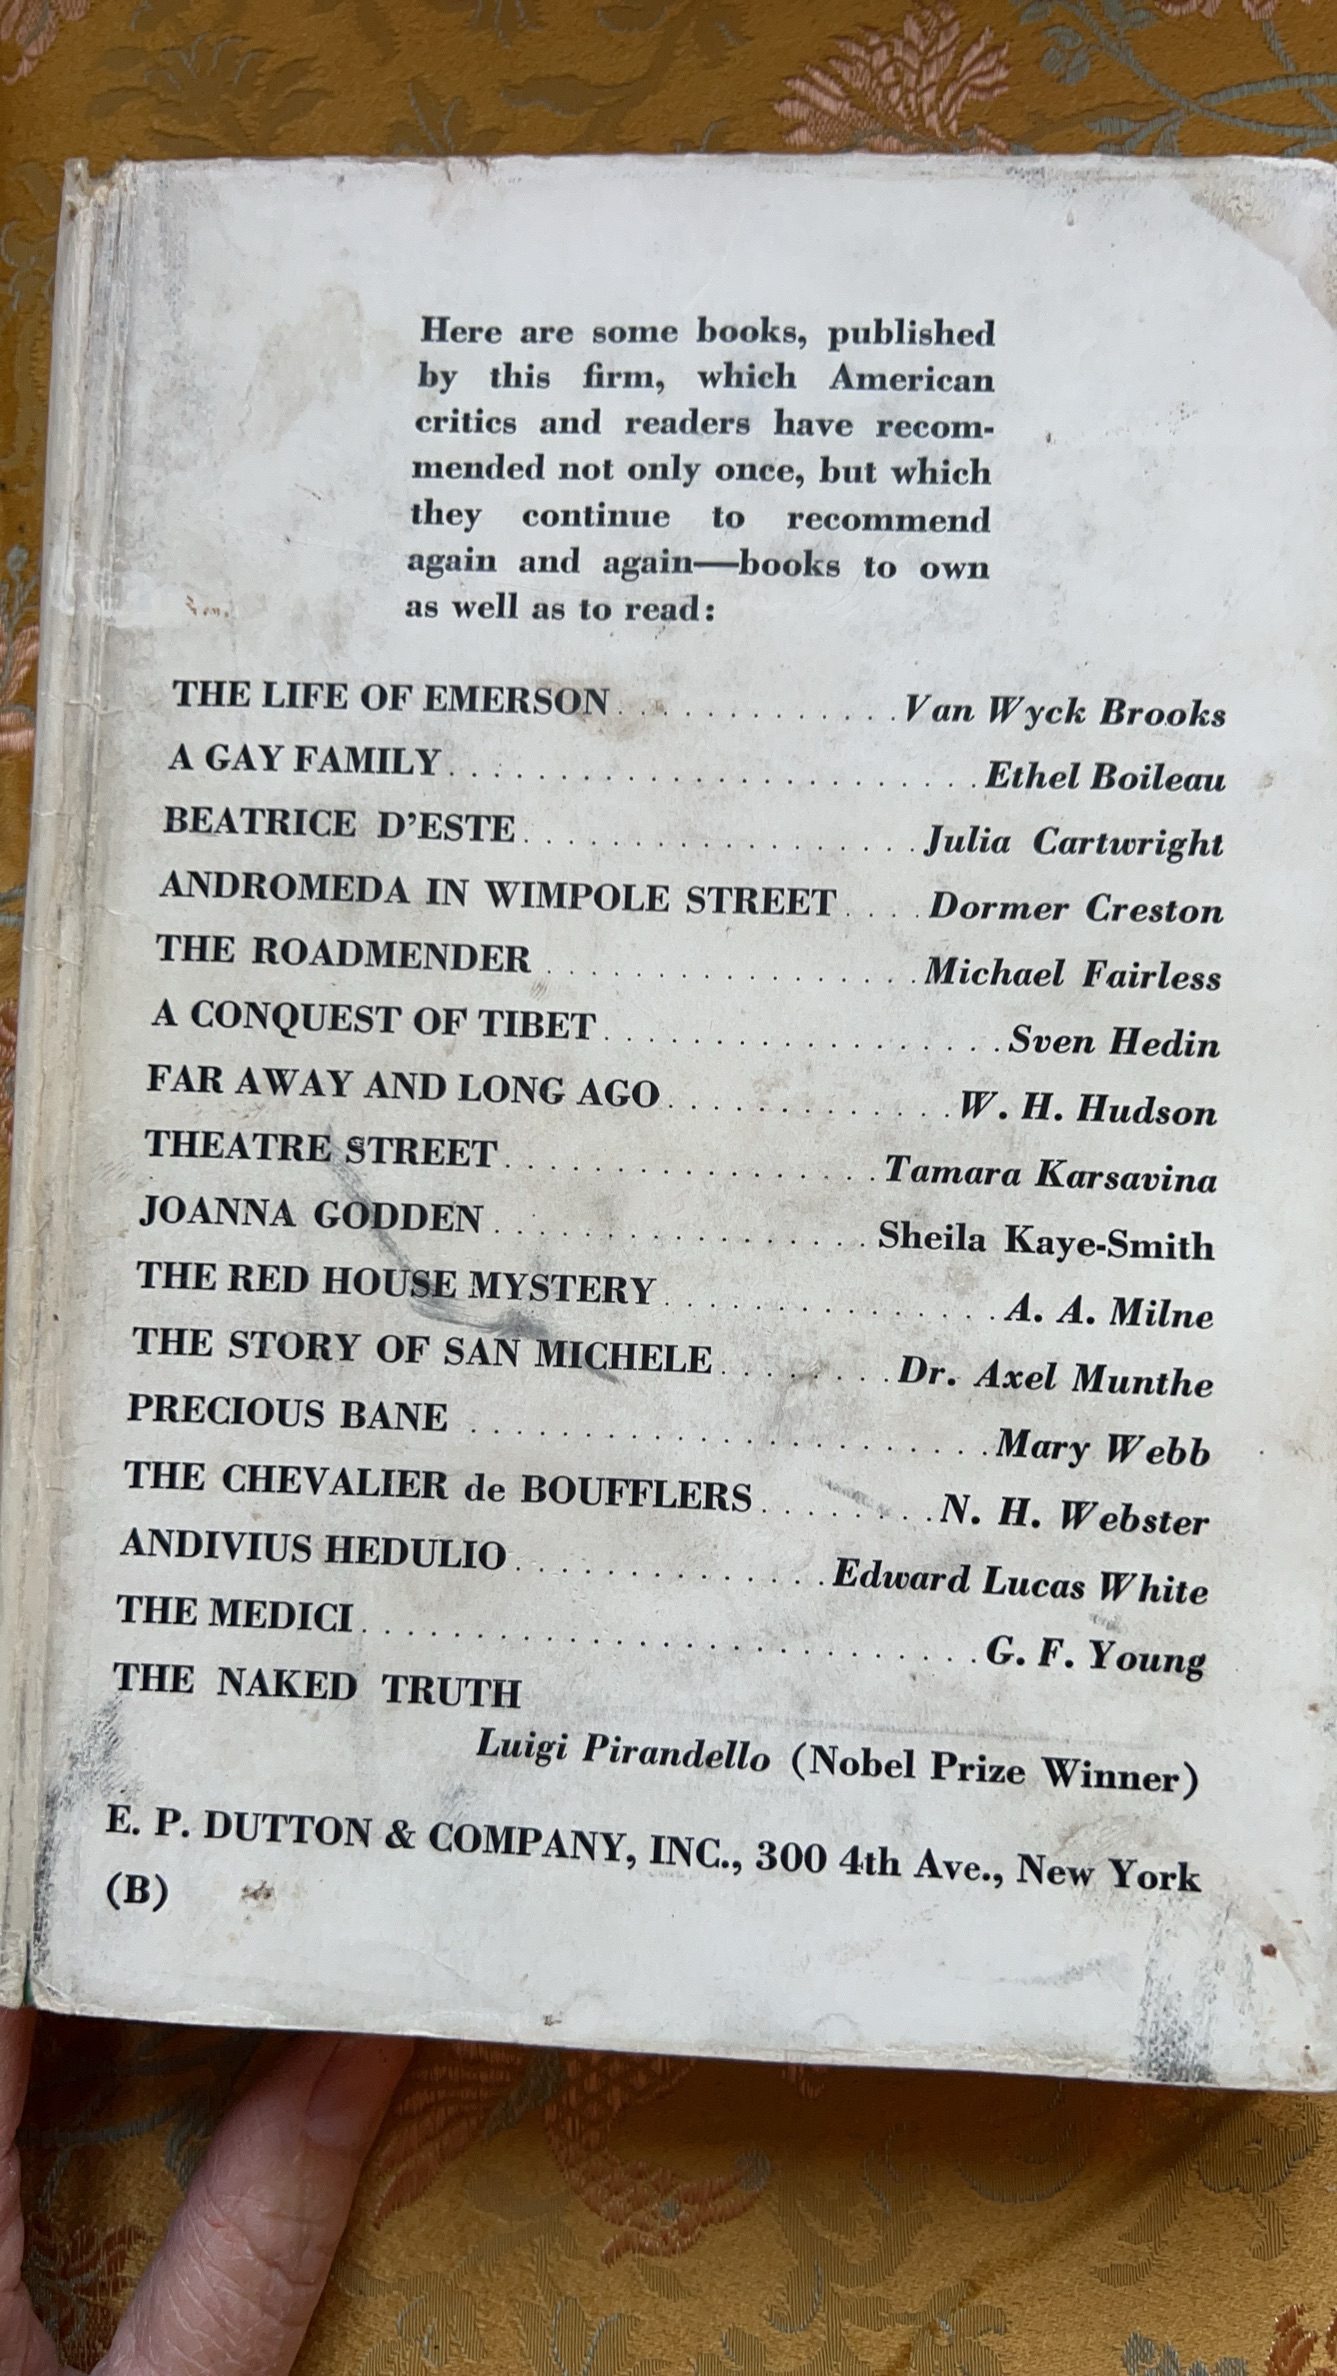 Here are some books, published
by this firm, which American
critics and readers have recom-
mended not only once, but which
they continue to recommend
again and again—books to own
as well as to read:
THE LIFE OF EMERSON. . . . . . . . . . . . .Van Wyck Brooks
A GAY FAMILY. . . . . . . . . . . . . . . . . . . . . . . .Ethel Boileau
BEATRICE D'ESTE. . . . . . . . . . . . . . . . . .Julia Cartwright
ANDROMEDA IN WIMPOLE STREET. . . .Dormer Creston
THE ROADMENDER. . . . . . . . . . . . . . . . .Michael Fairless
A CONQUEST OF TIBET. . . . . . . . . . . . . . . . . .Sven Hedin
FAR AWAY AND LONG AGO. . . . . . . . . . . . .W. H. Hudson
THEATRE STREET. . . . . . . . . . . . . . . . .Tamara Karsavina
JOANNA GODDEN. . . . . . . . . . . . . . . . .Sheila Kaye-Smith
THE RED HOUSE MYSTERY. . . . . . . . . . . . . . .A. A. Milne
THE STORY OF SAN MICHELE. . . . . . . .Dr. Axel Munthe
PRECIOUS BANE . . . . . . . . . . . . . . . . . . . . . . .Mary Webb
THE CHEVALIER de BOUFFLERS. . . . . . . .N. H. Webster
ANDIVIUS HEDULIO. . . . . . . . . . . . . .Edward Lucas White
THE MEDICI. . . . . . . . . . . . . . . . . . . . . . . . . . .G. F. Young
THE NAKED TRUTH
Luigi Pirandello (Nobel Prize Winner)
E. P. DUTTON & COMPANY, INC., 300 4th Ave., New York
(B)